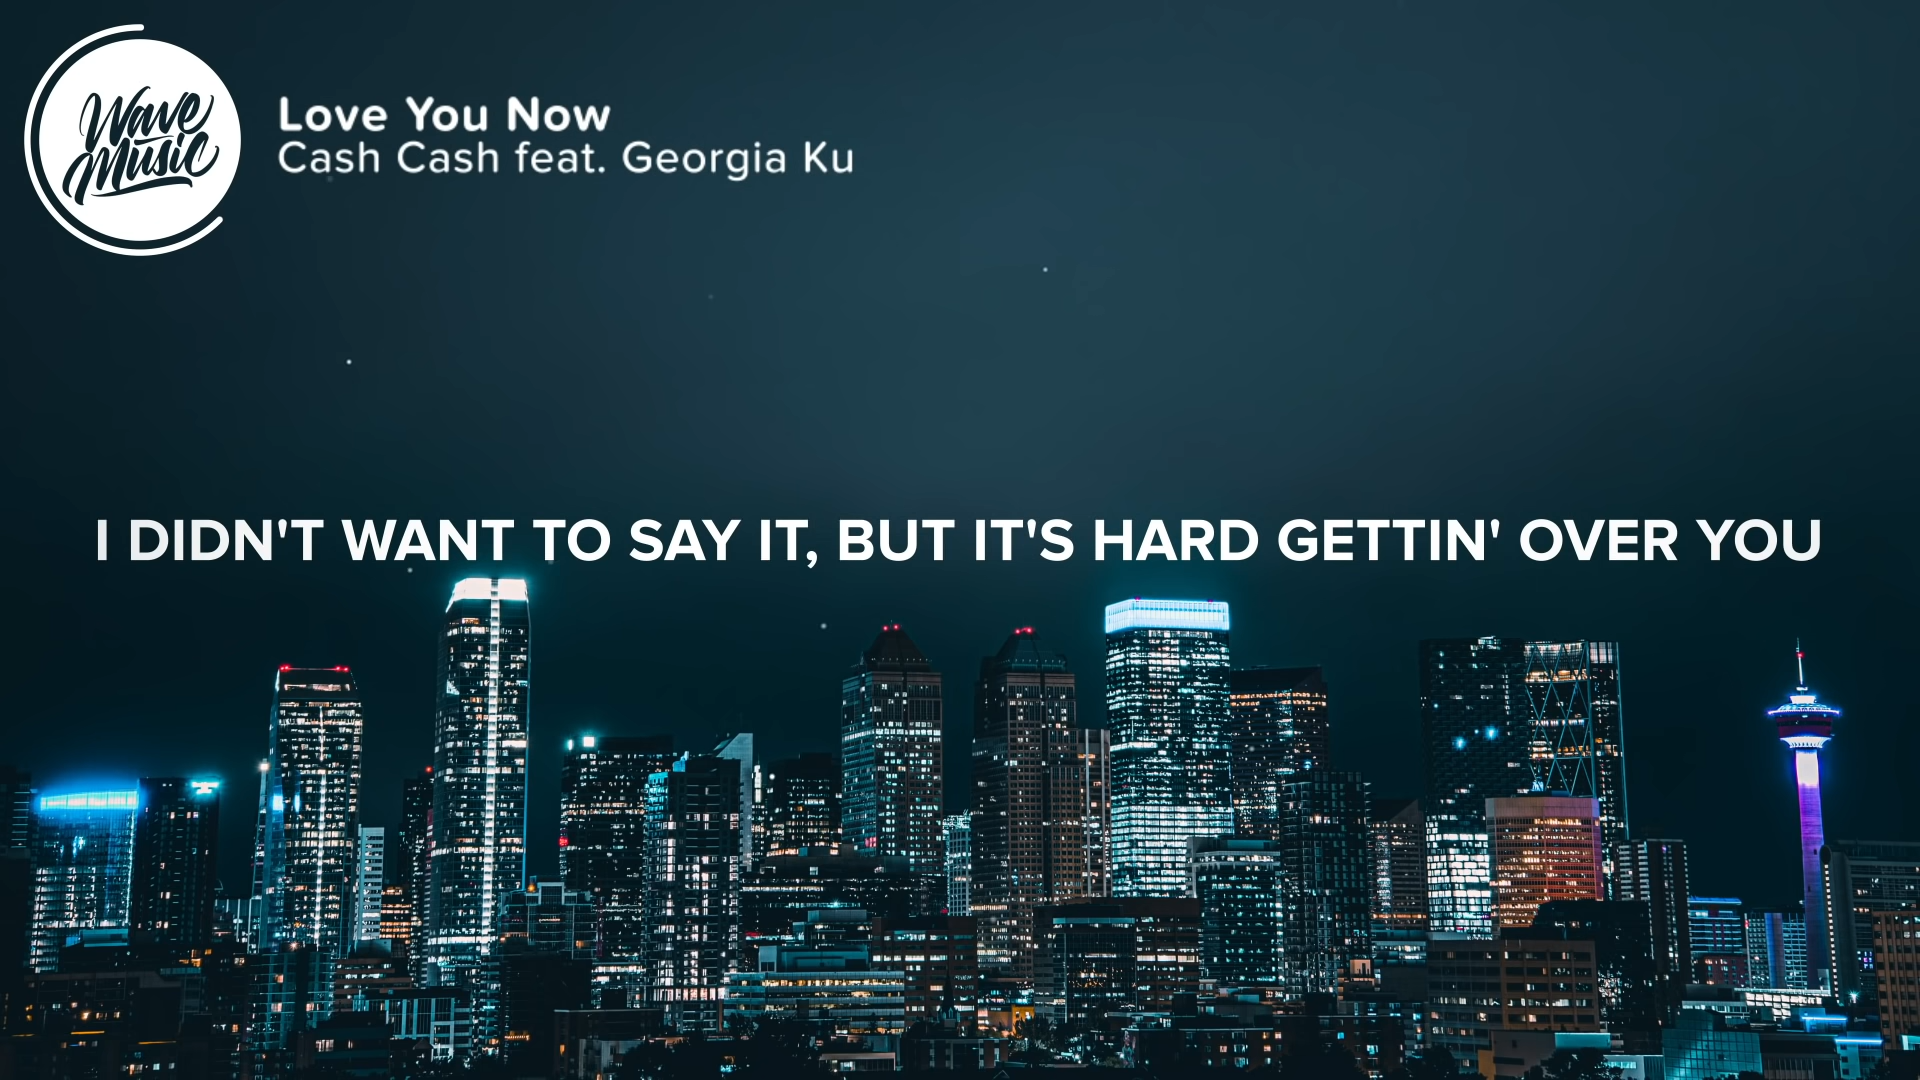 Wave
Music
Love You Now
Cash Cash feat. Georgia Ku
I DIDN'T WANT TO SAY IT, BUT IT'S HARD GETTIN' OVER YOU